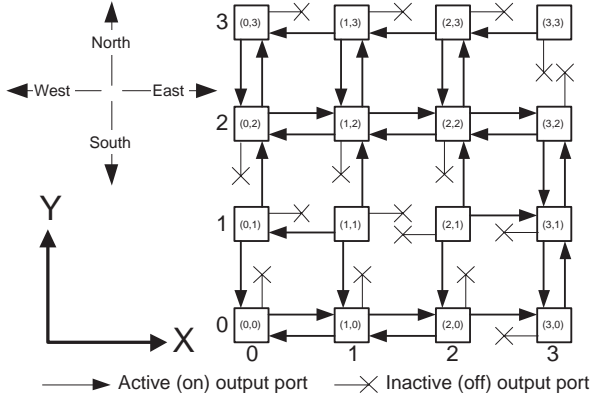 North
West East
South
Y
X
3 (0,3) (1,3) (2,3) (3,3)
2 (0,2) (1,2) (2,2) (3,2)
1 (0,1) (1,1) (2,1) (3,1)
0 (0,0) (1,0) (2,0) (3,0)
0 1 2 3
Active (on) output port Inactive (off) output port